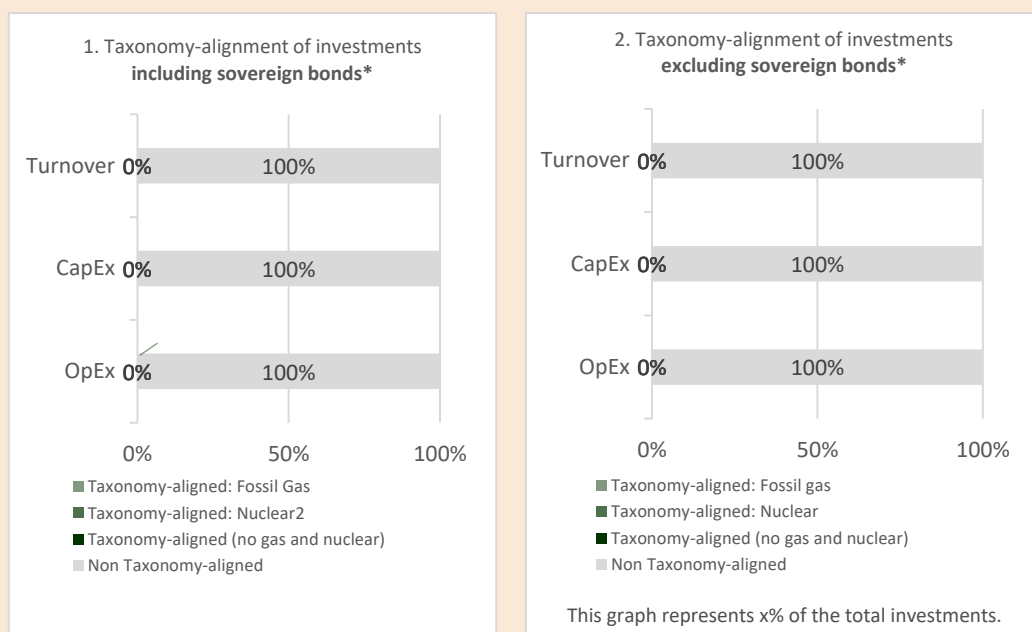 1. Taxonomy-alignment of investments
including sovereign bonds*
Turnover 0% 100%
CapEx 0% 100%
OpEx 0% 100%
0% 50% 100%
Taxonomy-aligned: Fossil Gas
Taxonomy-aligned: Nuclear2
Taxonomy-aligned (no gas and nuclear)
Non Taxonomy-aligned
2. Taxonomy-alignment of investments
excluding sovereign bonds*
Turnover 0% 100%
CapEx 0% 100%
OpEx 0% 100%
0% 50% 100%
Taxonomy-aligned: Fossil gas
Taxonomy-aligned: Nuclear
Taxonomy-aligned (no gas and nuclear)
Non Taxonomy-aligned
This graph represents x% of the total investments.